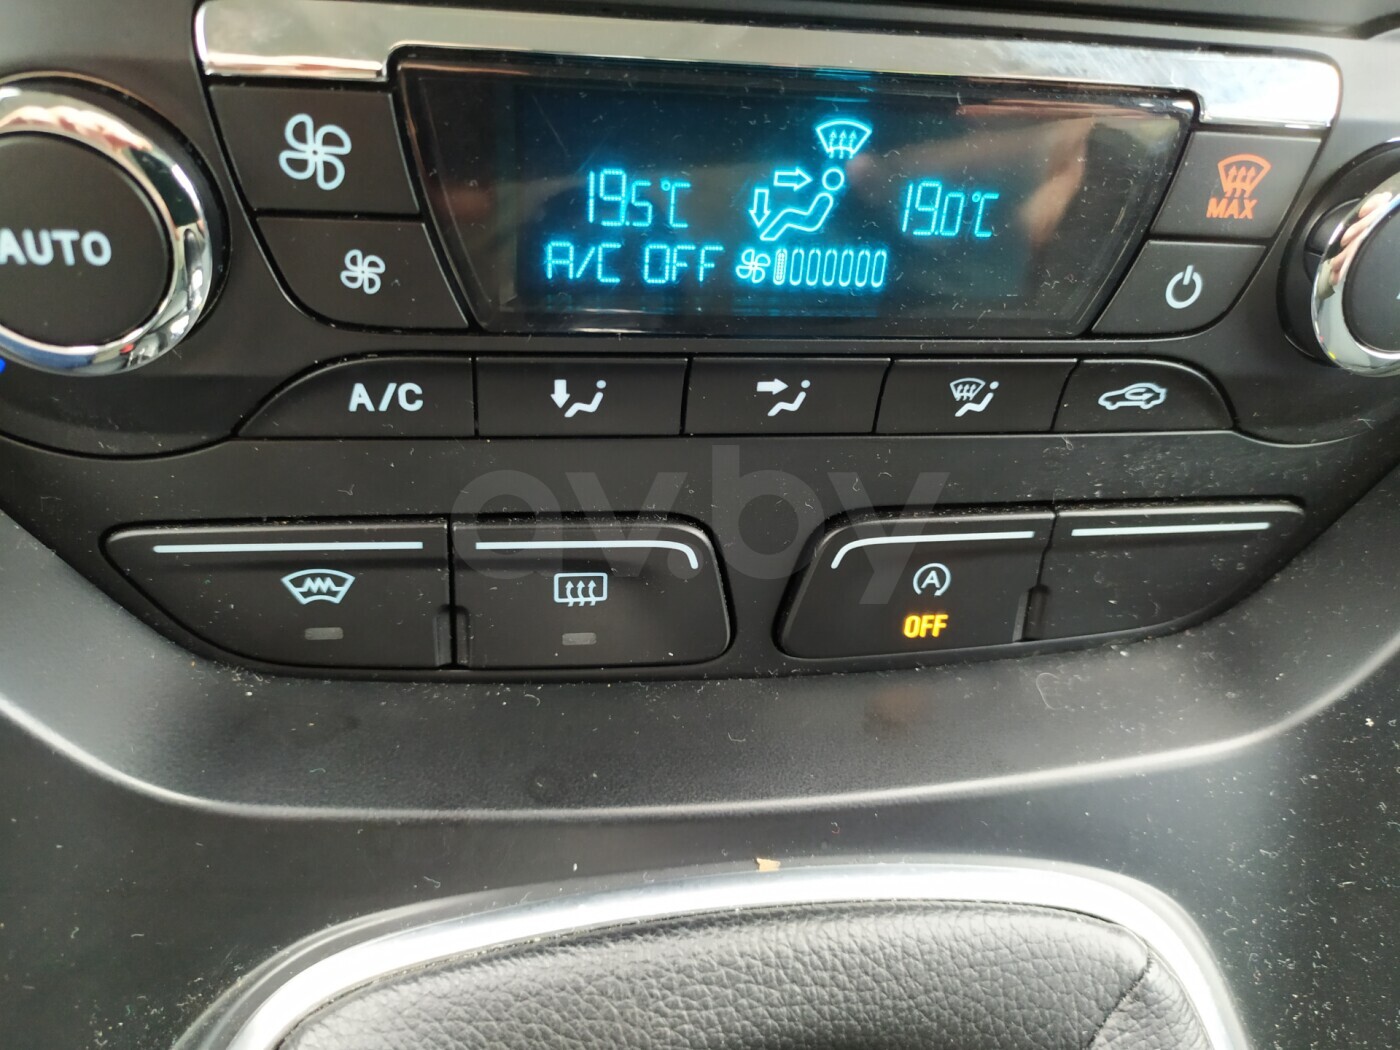 AUTO
19.5°C
19.0°C
A/C OFF
MAX
A/C
av.by
A
OFF